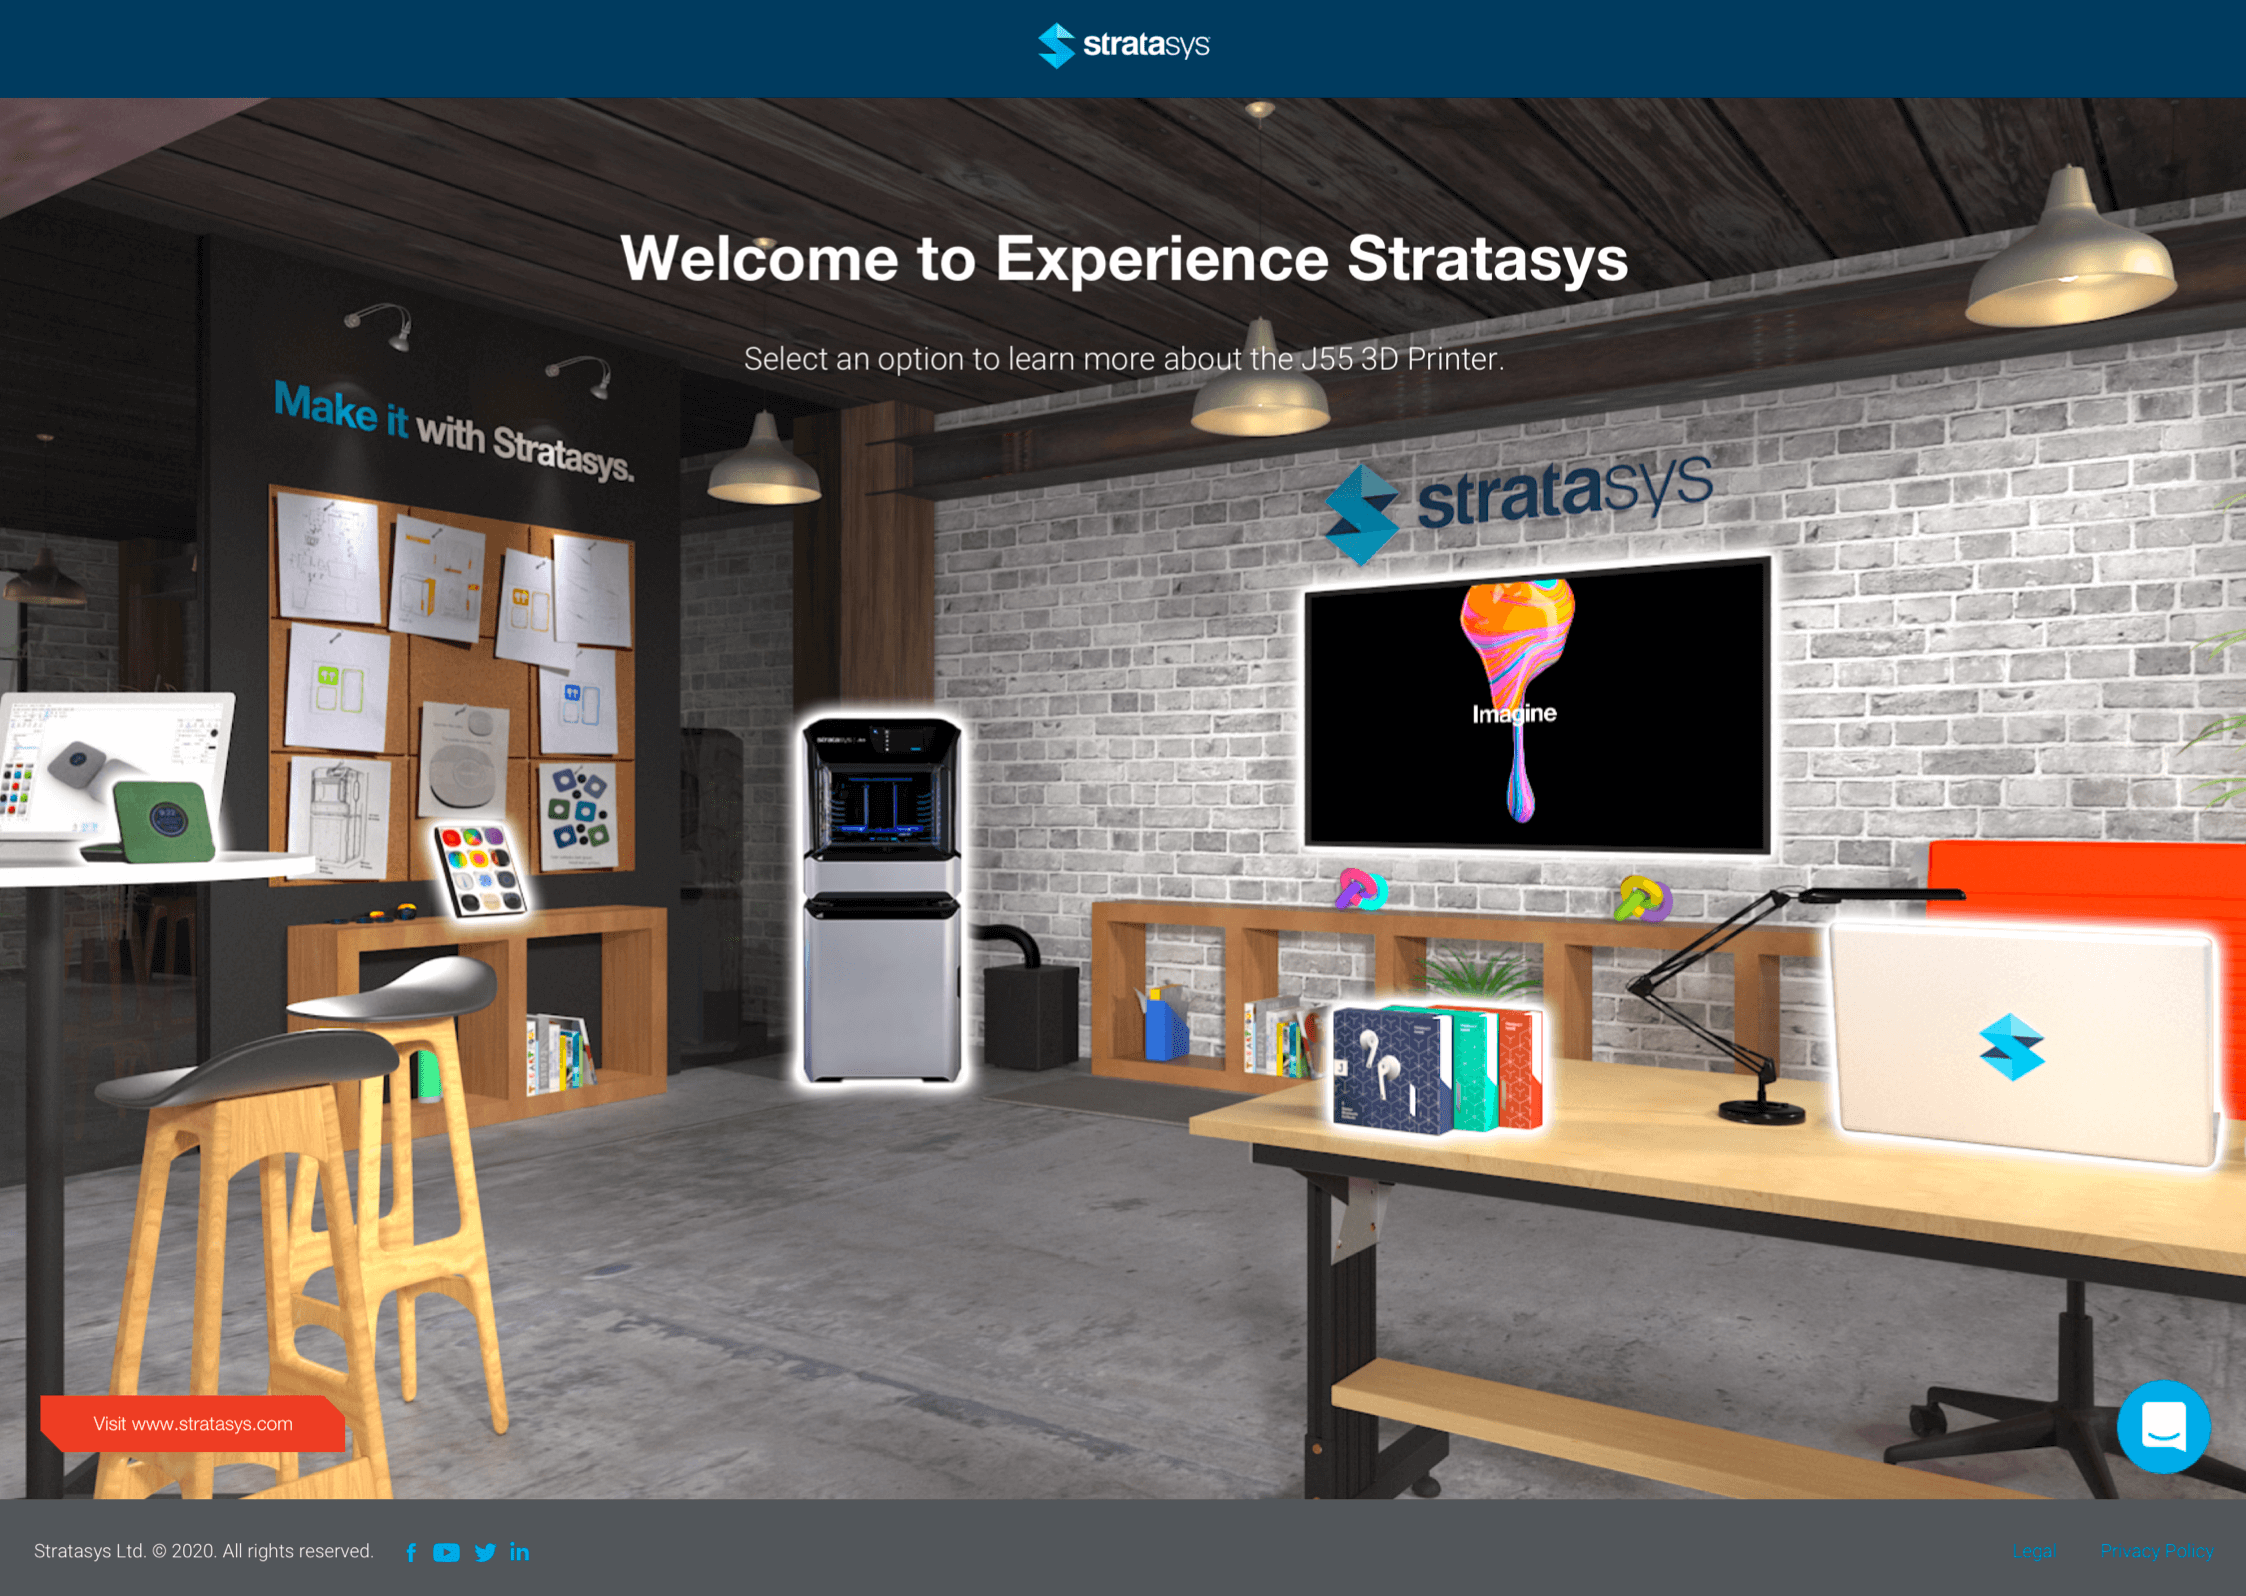 stratasys
Welcome to Experience Stratasys
Select an option to learn more about the J55 3D Printer.
Make it with Stratasys.
stratasys
Imagine
stratasys
Visit www.stratasys.com
Stratasys Ltd. © 2020. All rights reserved.
Legal
Privacy Policy